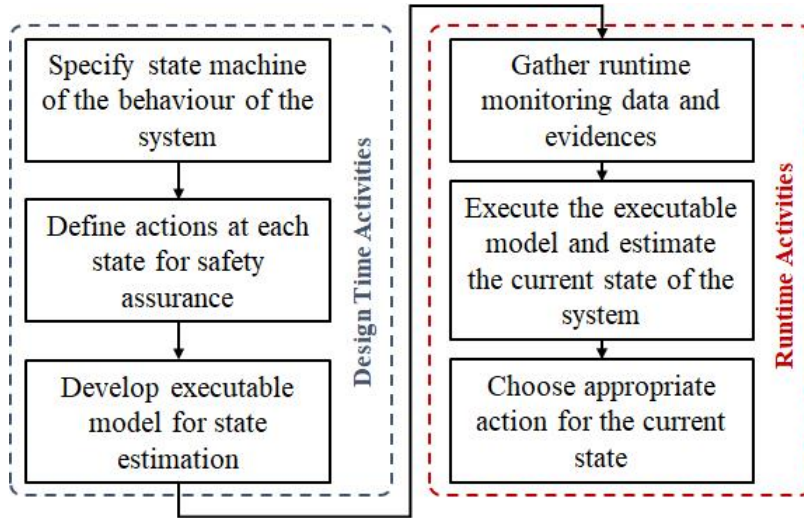 Specify state machine
of the behaviour of the
system
Define actions at each
state for safety
assurance
Develop executable
model for state
estimation
Design Time Activities
Gather runtime
monitoring data and
evidences
Execute the executable
model and estimate
the current state of the
system
Choose appropriate
action for the current
state
Runtime Activities